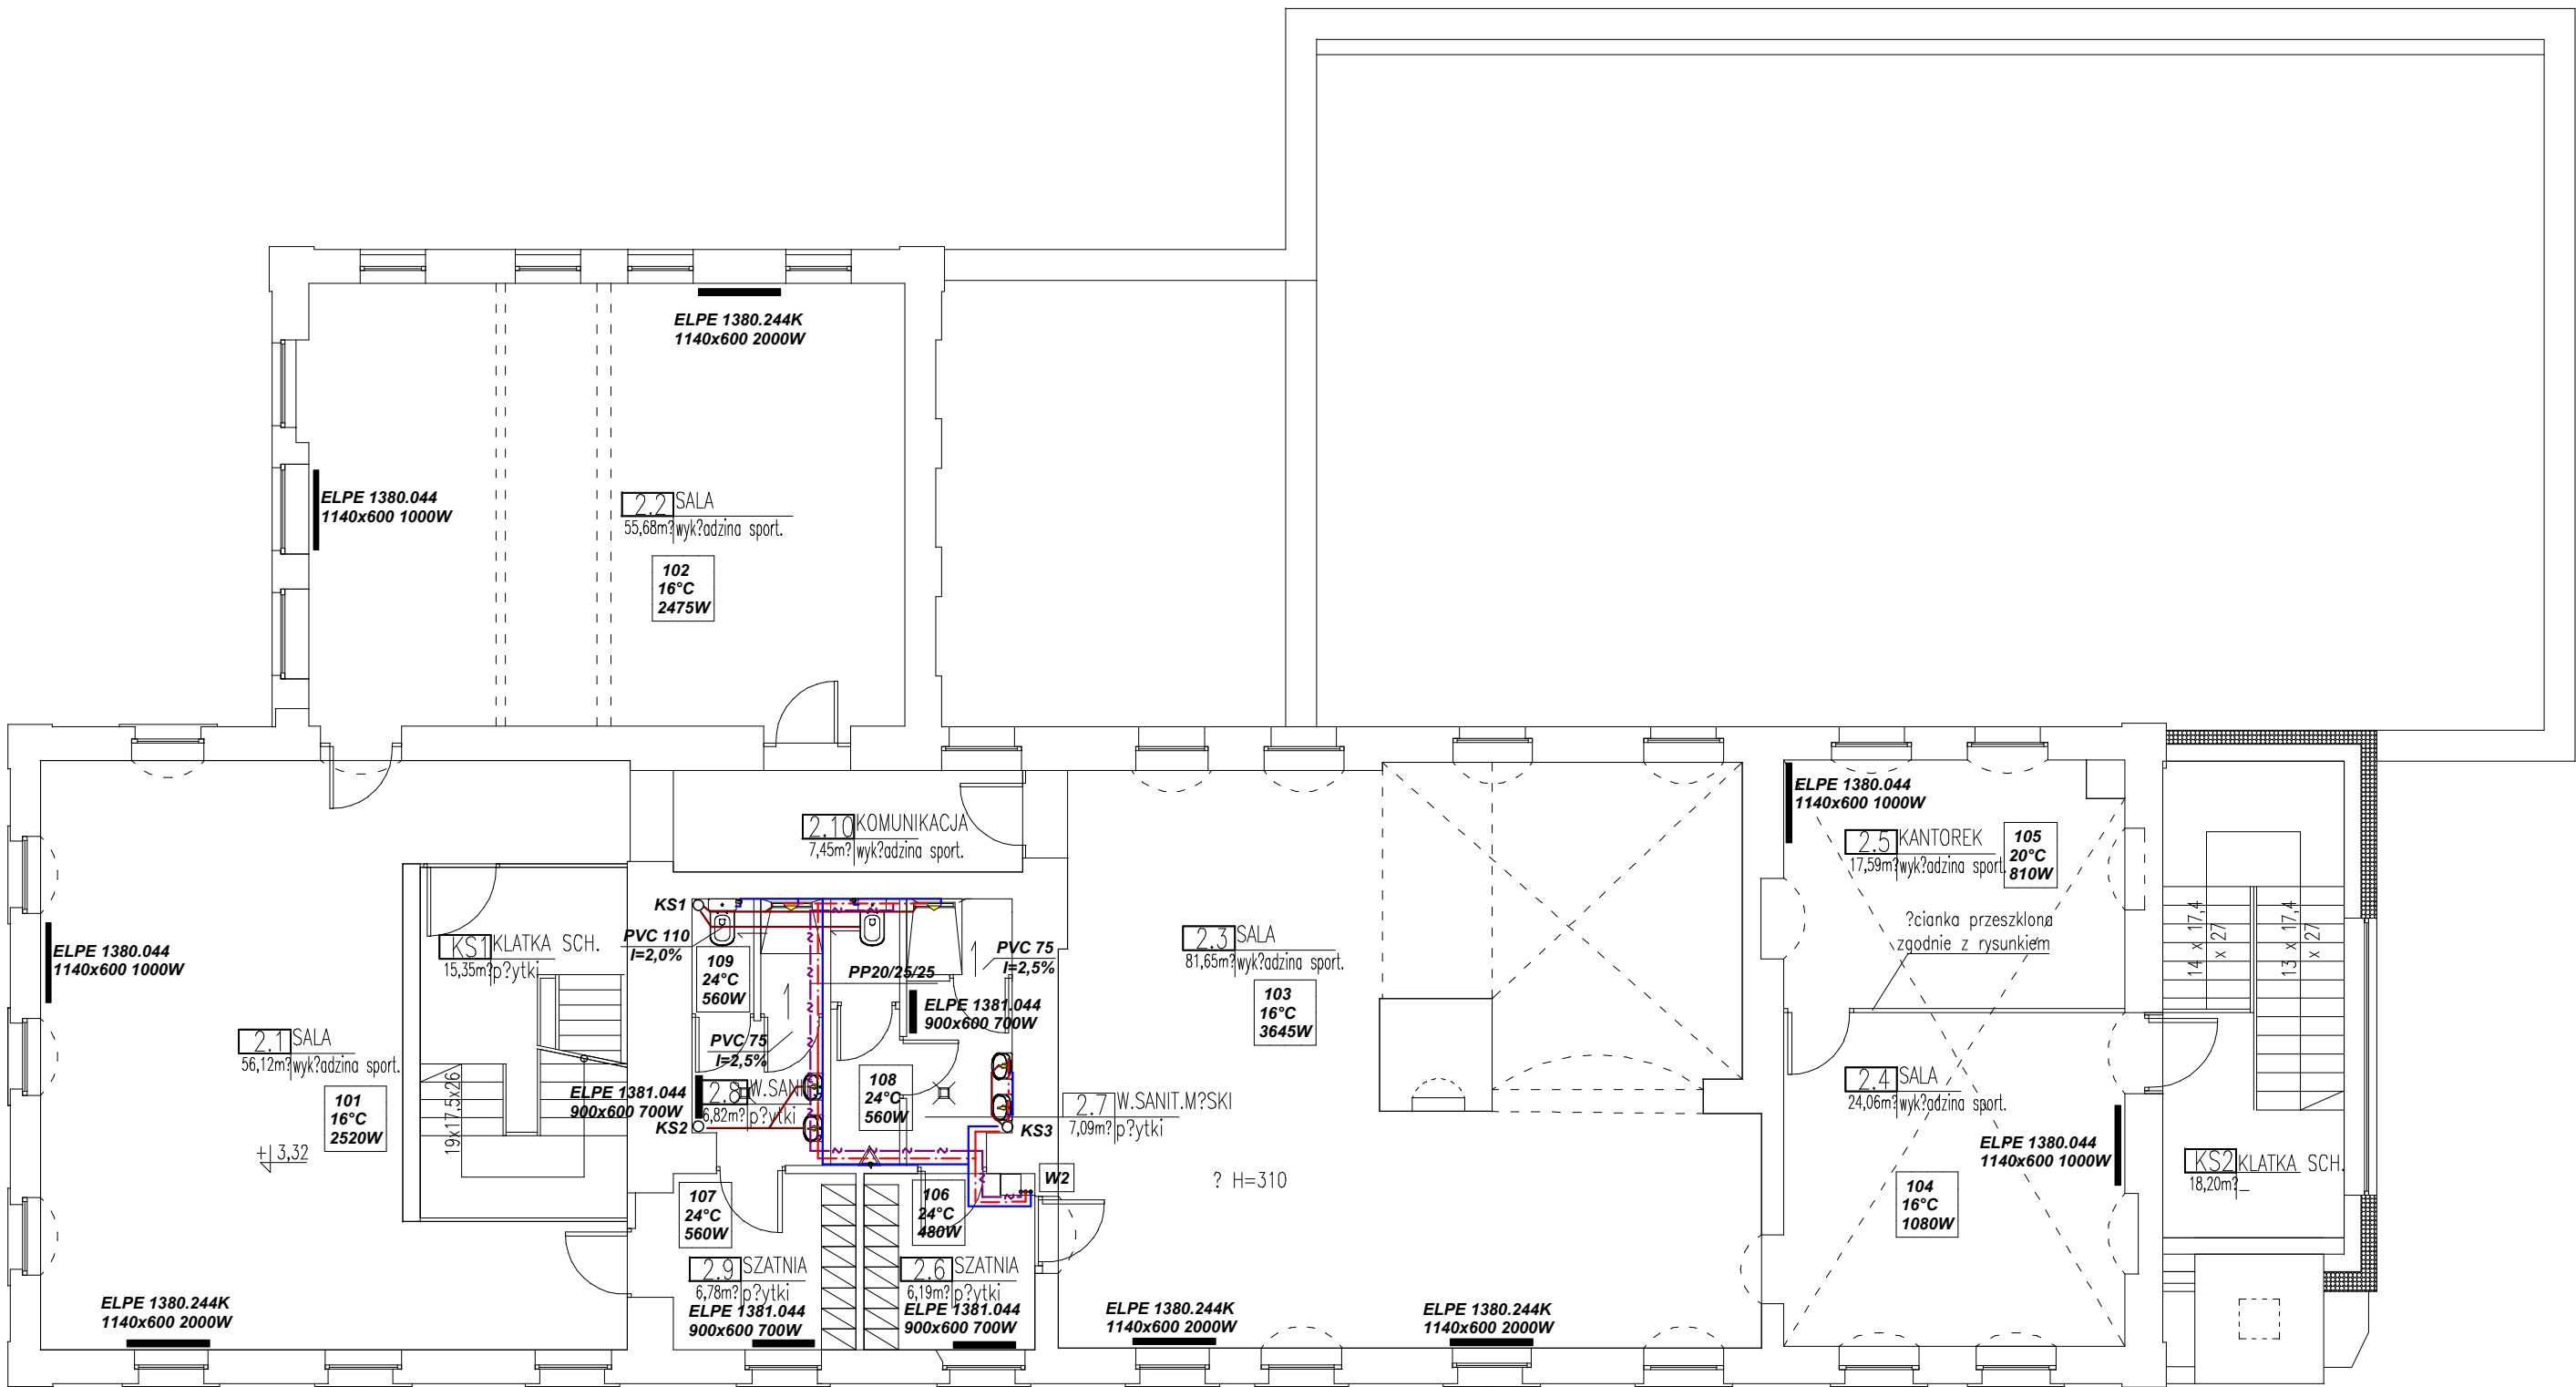 ELPE 1380.244K
1140x600 2000W
ELPE 1380.044
1140x600 1000W
2.2 SALA
55,68m? wyk?adzina sport.
102
16°C
2475W
ELPE 1380.044
1140x600 1000W
2.5 KANTOREK
17,59m? wyk?adzina sport.
105
20°C
810W
?cianka przeszklona
zgodnie z rysunkiem
2.10 KOMUNIKACJA
7,45m? wyk?adzina sport.
KS1
PVC 110
I=2,0%
109
24°C
560W
PP20/25/25
PVC 75
I=2,5%
ELPE 1381.044
900x600 700W
PVC 75
I=2,5%
KS1 KLATKA SCH.
15,35m? p?ytki
ELPE 1380.044
1140x600 1000W
2.1 SALA
56,12m? wyk?adzina sport.
101
16°C
2520W
+ 3,32
19x17,5x26
ELPE 1381.044
900x600 700W
2.8 W.SANI
6,82m? p?ytki
KS2
108
24°C
560W
KS3
2.7 W.SANIT.M?SKI
7,09m? p?ytki
W2
2.3 SALA
81,65m? wyk?adzina sport.
103
16°C
3645W
? H=310
14 x 17,4
x 27
13 x 17,4
x 27
2.4 SALA
24,06m? wyk?adzina sport.
ELPE 1380.044
1140x600 1000W
104
16°C
1080W
KS2 KLATKA SCH.
18,20m? _
107
24°C
560W
106
24°C
480W
2.9 SZATNIA
6,78m? p?ytki
2.6 SZATNIA
6,19m? p?ytki
ELPE 1380.244K
1140x600 2000W
ELPE 1381.044
900x600 700W
ELPE 1381.044
900x600 700W
ELPE 1380.244K
1140x600 2000W
ELPE 1380.244K
1140x600 2000W